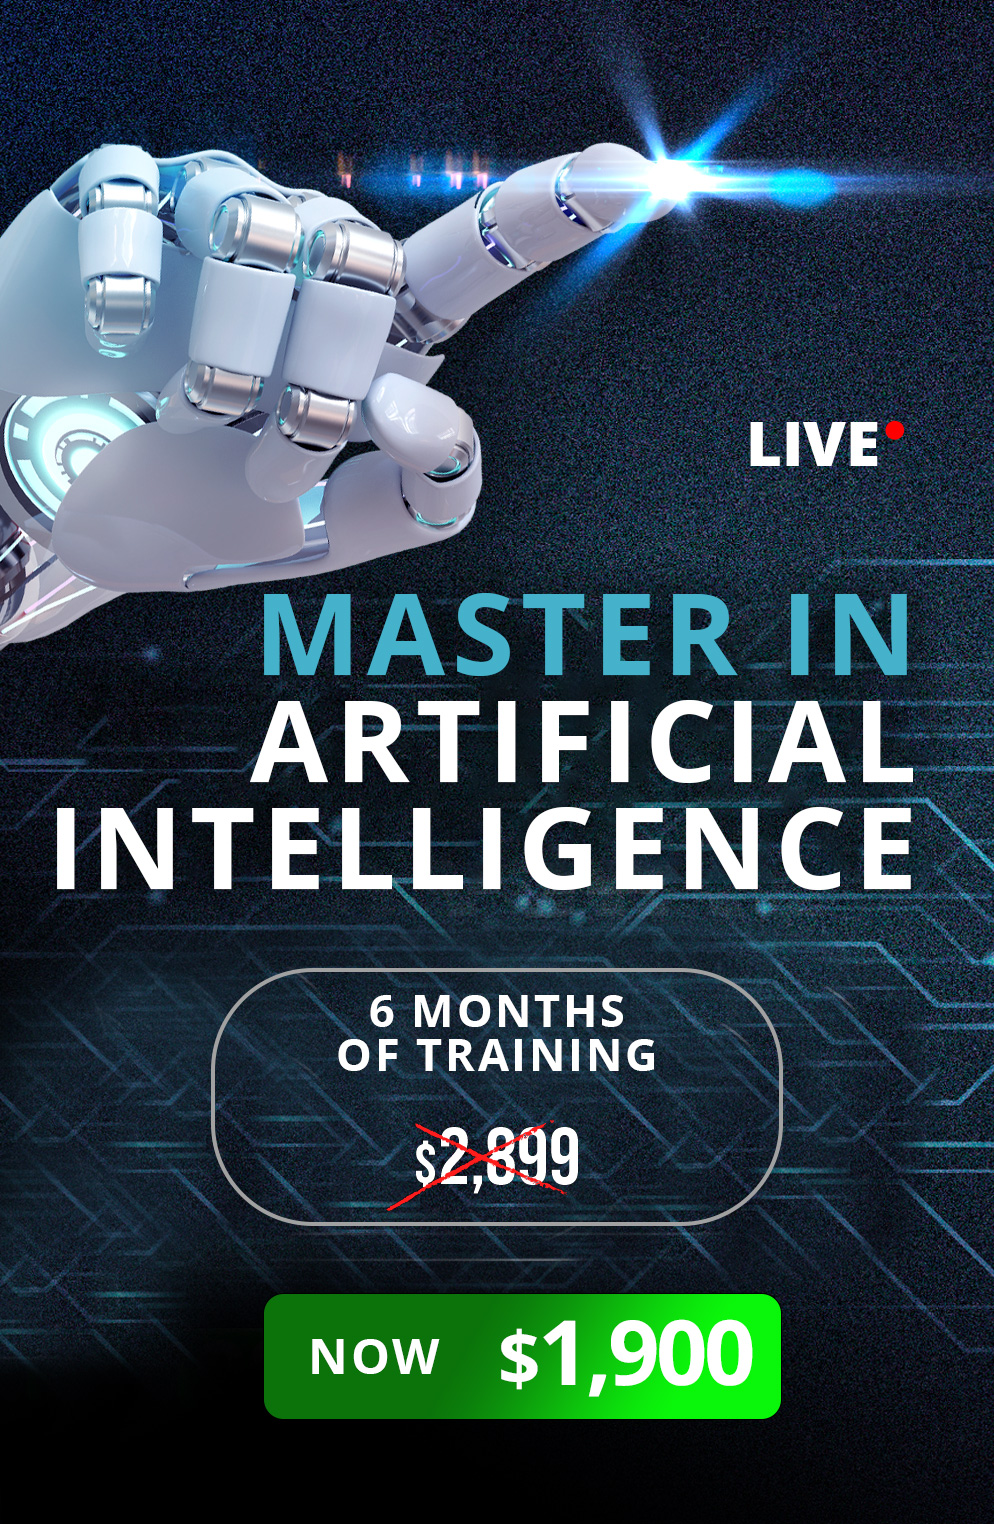 LIVE
MASTER IN
ARTIFICIAL
INTELLIGENCE
6 MONTHS
OF TRAINING
$2,899
NOW $1,900